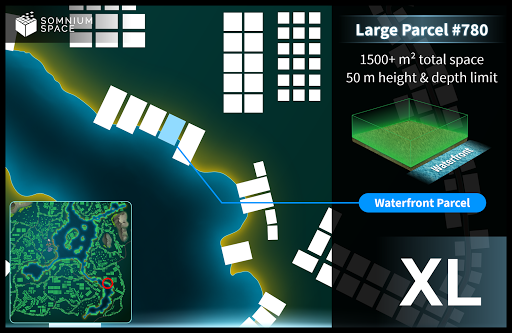 SOMNIUM
SPACE
Large Parcel #780
1500+ m² total space
50 m height & depth limit
Waterfront
Waterfront Parcel
XL